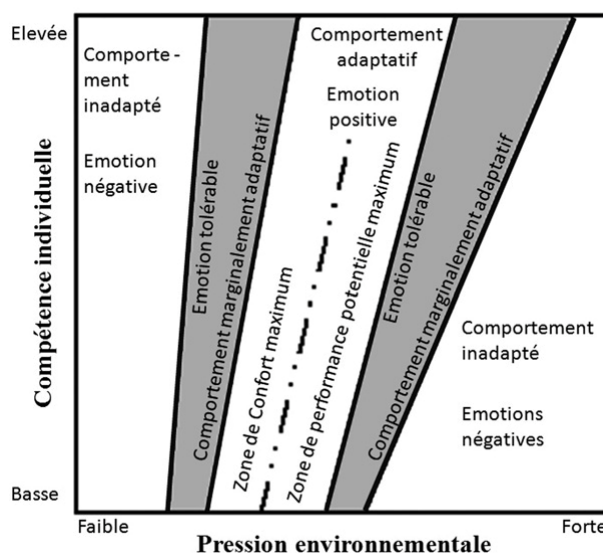 Elevée
Comporte -
ment
inadapté
Emotion
négative
Emotion tolérable
Comportement marginalement adaptatif
Comportement
adaptatif
Emotion
positive
Zone de Confort maximum
Zone de performance potentielle maximum
Emotion tolérable
Comportement marginalement adaptatif
Comportement
inadapté
Emotions
négatives
Compétence individuelle
Basse
Faible
Forte
Pression environnementale